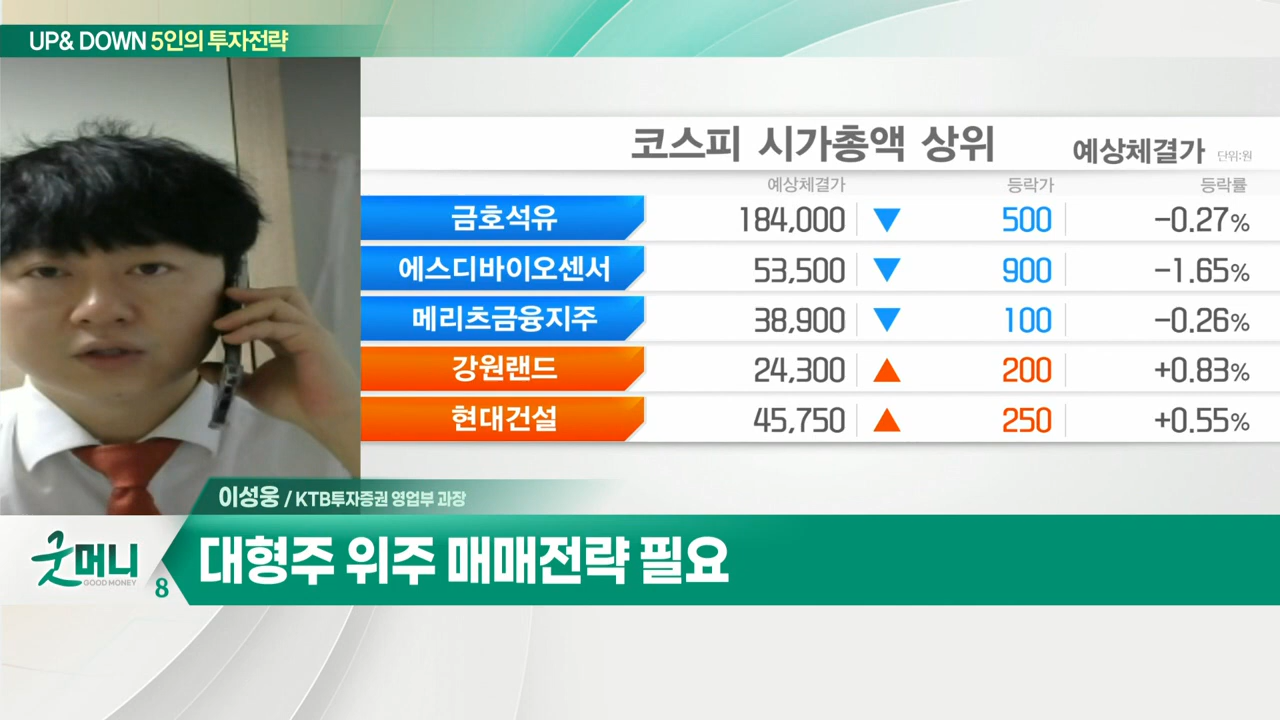 UP& DOWN 5인의 투자전략
코스피 시가총액 상위 예상체결가 단위:원
예상체결가 등락가 등락률
금호석유 184,000 ▼ 500 -0.27%
에스디바이오센서 53,500 ▼ 900 -1.65%
메리츠금융지주 38,900 ▼ 100 -0.26%
강원랜드 24,300 ▲ 200 +0.83%
현대건설 45,750 ▲ 250 +0.55%
이성웅 / KTB투자증권 영업부 과장
굿머니
GOOD MONEY
8
대형주 위주 매매전략 필요